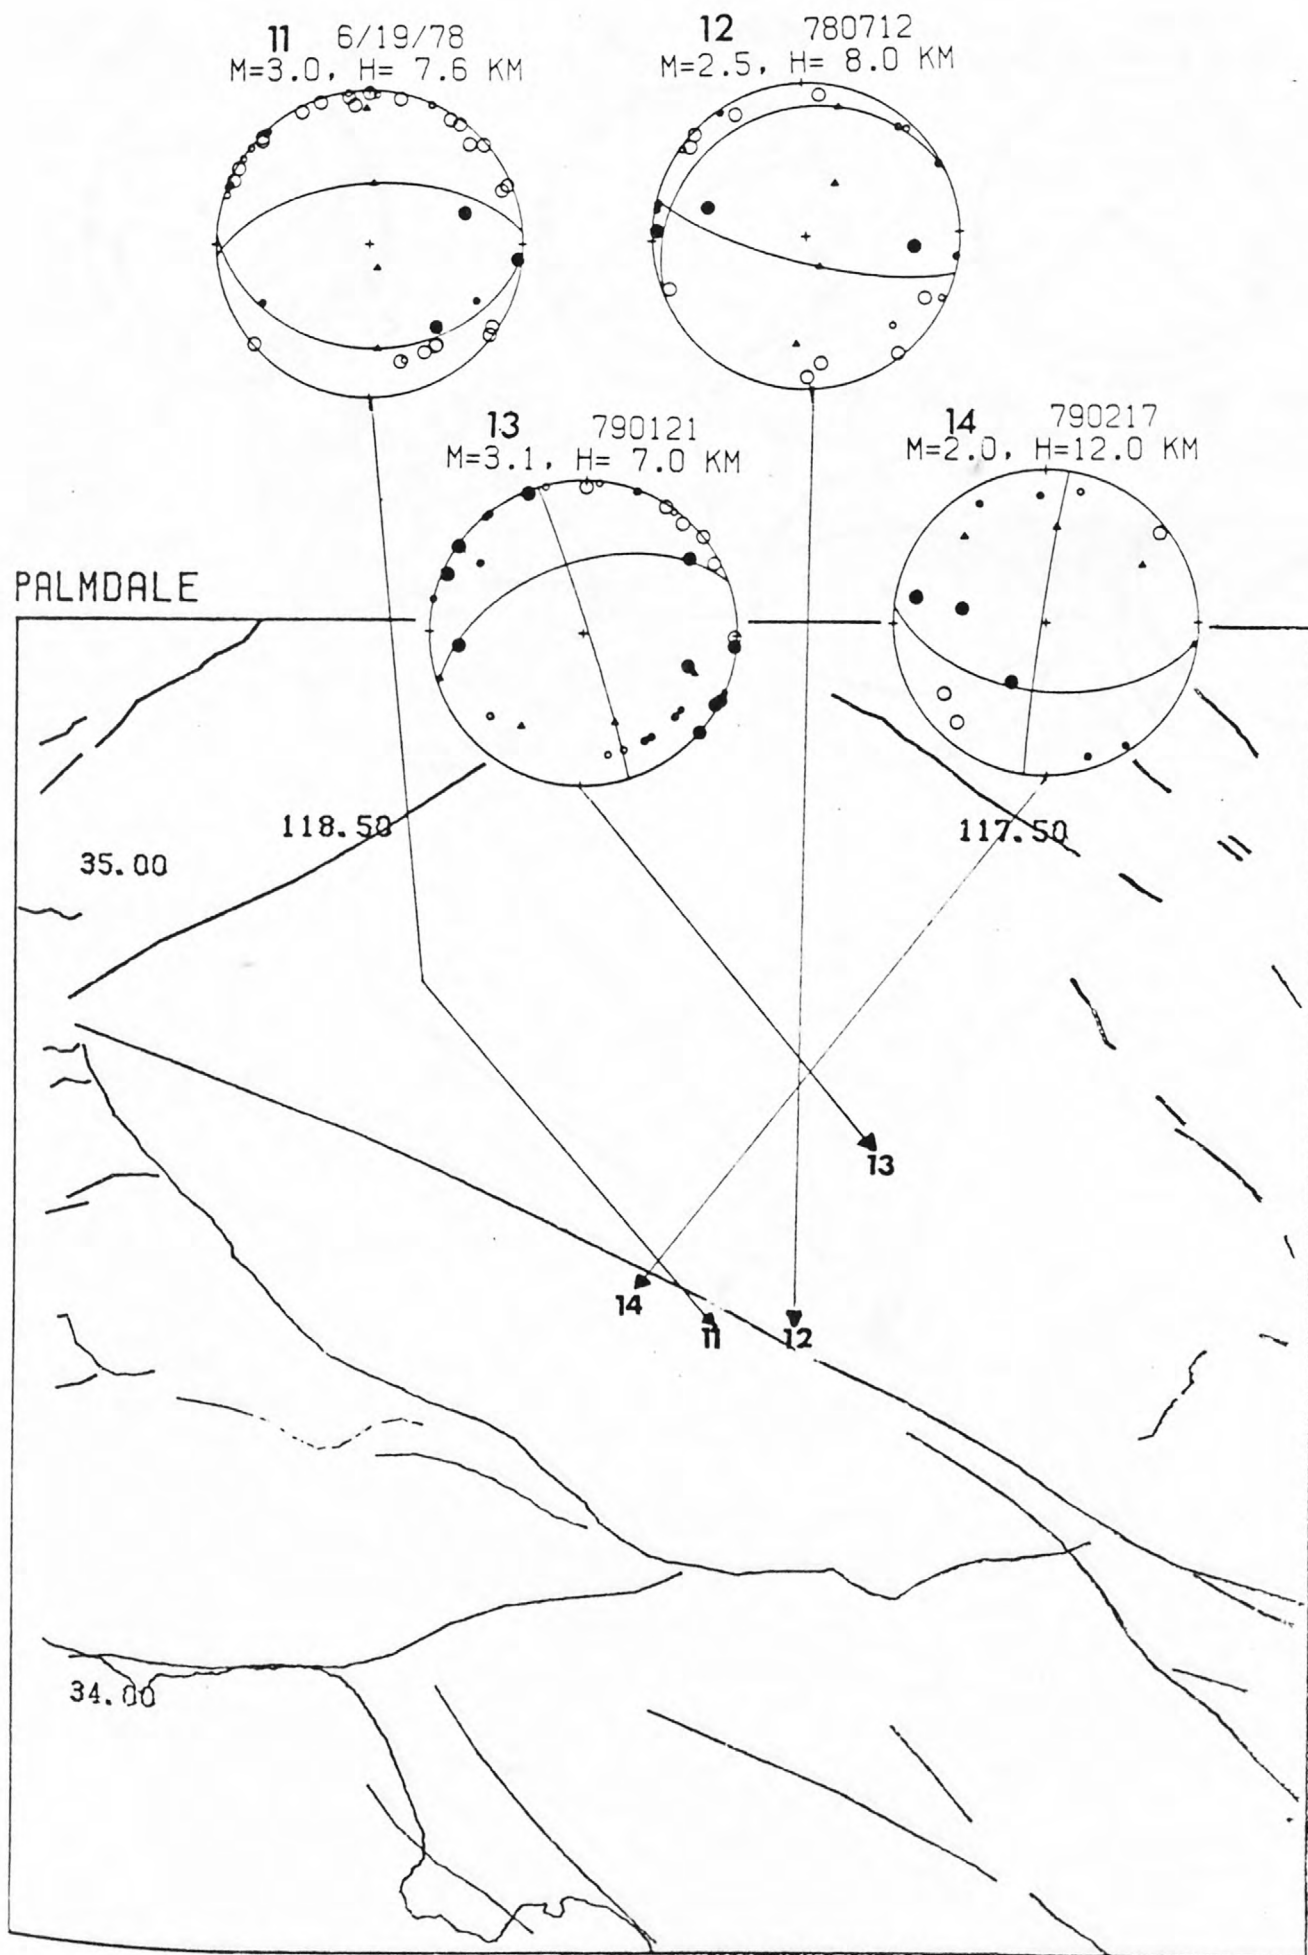 11 6/19/78
M=3.0, H= 7.6 KM
12 780712
M=2.5, H= 8.0 KM
13 790121
M=3.1, H= 7.0 KM
14 790217
M=2.0, H=12.0 KM
PALMDALE
118.50
117.50
35.00
13
14
11
12
34.00